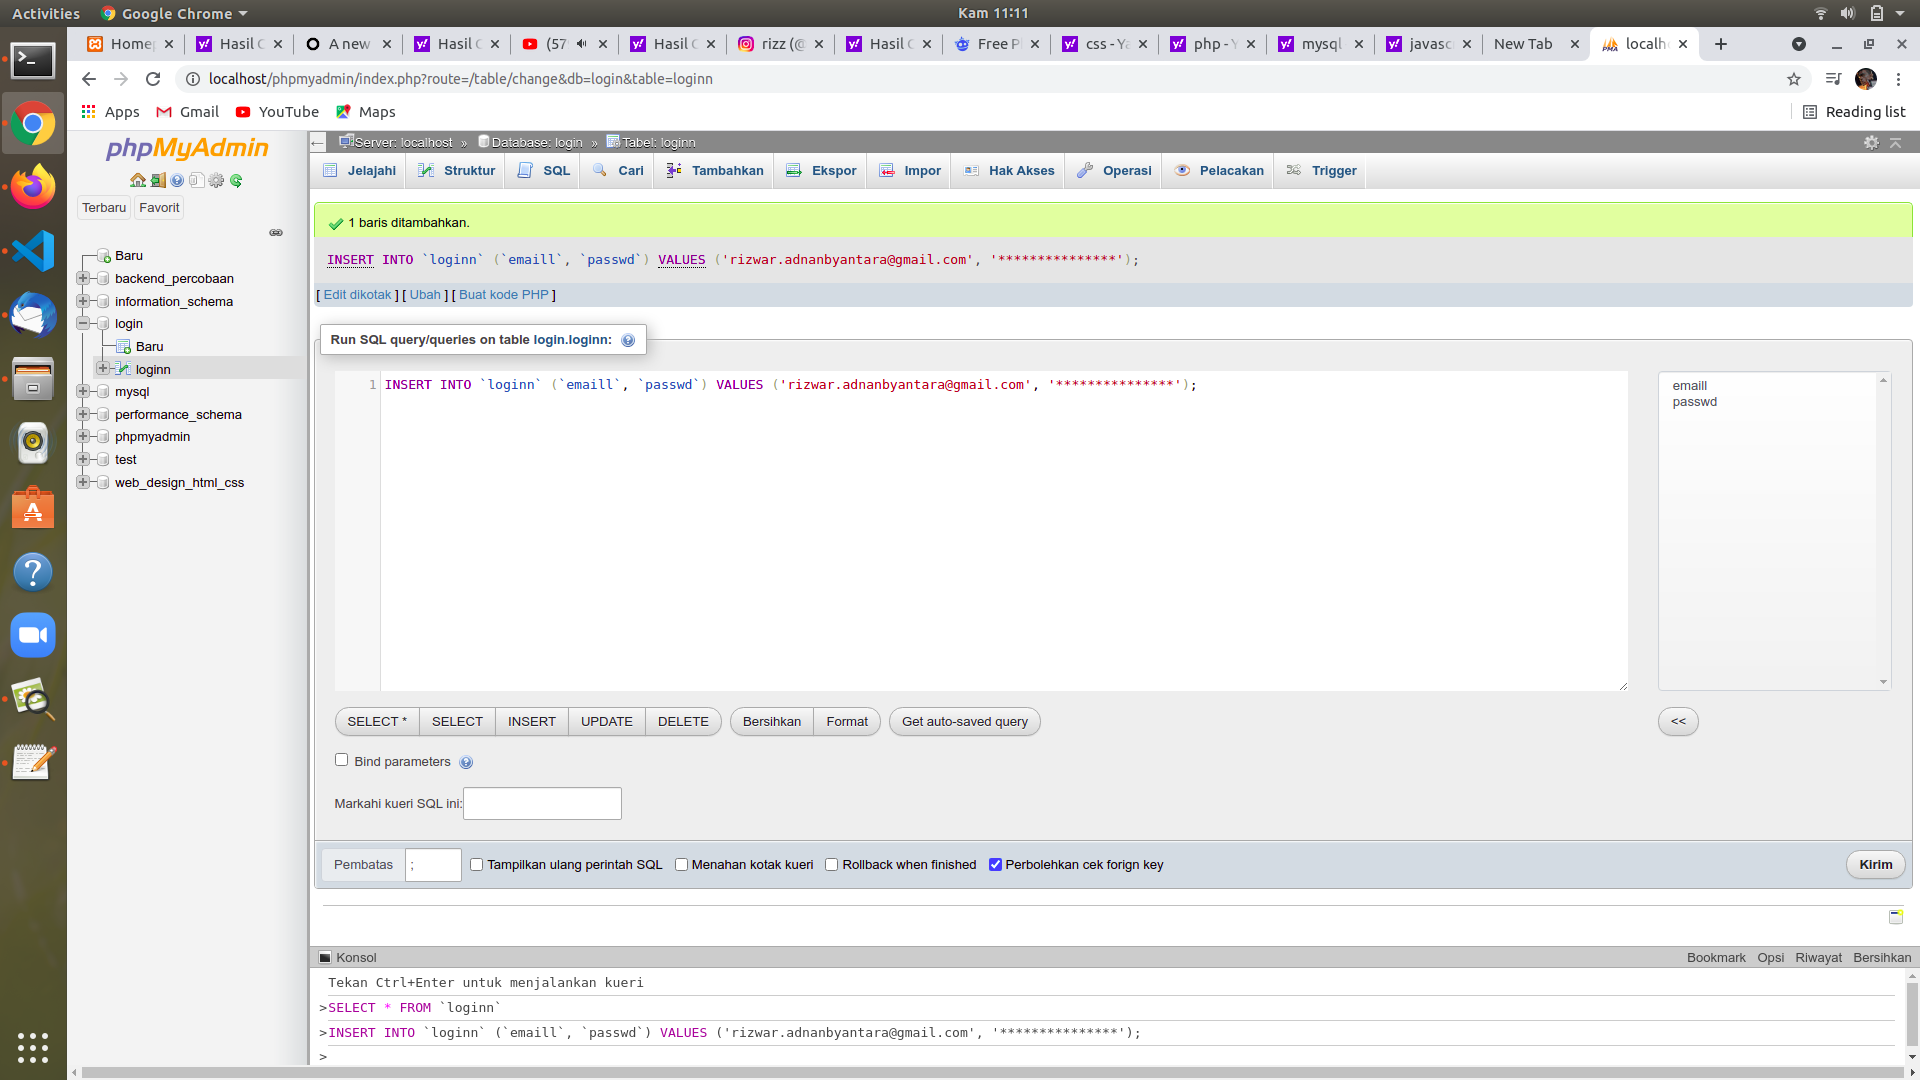 Activities Google Chrome Kam 11:11
Home Hasil C A new Hasil C (57 Hasil C rizz (@ Hasil C Free P css - Ya php - Y mysql javasc New Tab localh
localhost/phpmyadmin/index.php?route=/table/change&db=login&table=loginn
Apps Gmail YouTube Maps Reading list
phpMyAdmin
Terbaru Favorit
Baru
backend_percobaan
information_schema
login
Baru
loginn
mysql
performance_schema
phpmyadmin
test
web_design_html_css
Server: localhost » Database: login » Tabel: loginn
Jelajahi Struktur SQL Cari Tambahkan Ekspor Impor Hak Akses Operasi Pelacakan Trigger
1 baris ditambahkan.
INSERT INTO `loginn` (`emaill`, `passwd`) VALUES ('rizwar.adnanbyantara@gmail.com', '***************');
[ Edit dikotak ] [ Ubah ] [ Buat kode PHP ]
Run SQL query/queries on table login.loginn:
1 INSERT INTO `loginn` (`emaill`, `passwd`) VALUES ('rizwar.adnanbyantara@gmail.com', '***************');
emaill
passwd
SELECT * SELECT INSERT UPDATE DELETE Bersihkan Format Get auto-saved query <<
Bind parameters
Markahi kueri SQL ini:
Pembatas ; Tampilkan ulang perintah SQL Menahan kotak kueri Rollback when finished Perbolehkan cek forign key Kirim
Konsol Bookmark Opsi Riwayat Bersihkan
Tekan Ctrl+Enter untuk menjalankan kueri
>SELECT * FROM `loginn`
>INSERT INTO `loginn` (`emaill`, `passwd`) VALUES ('rizwar.adnanbyantara@gmail.com', '***************');
>